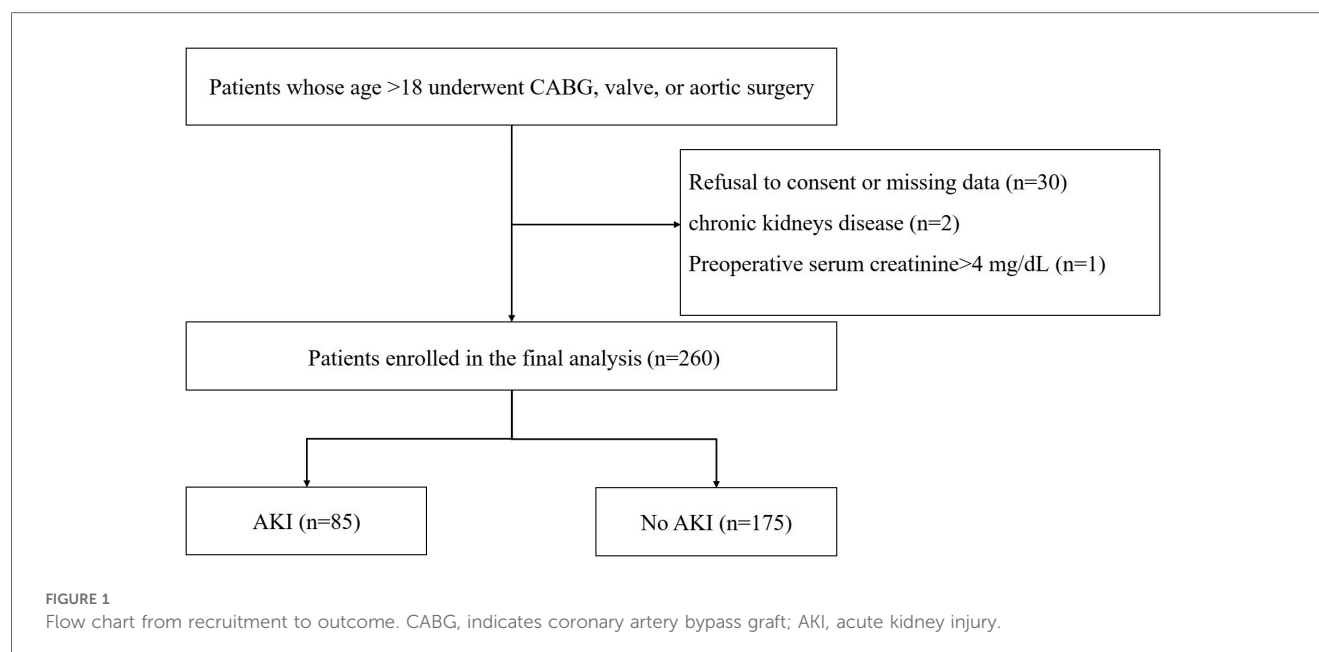 Patients whose age >18 underwent CABG, valve, or aortic surgery
Refusal to consent or missing data (n=30)
chronic kidneys disease (n=2)
Preoperative serum creatinine>4 mg/dL (n=1)
Patients enrolled in the final analysis (n=260)
AKI (n=85)
No AKI (n=175)
FIGURE 1
Flow chart from recruitment to outcome. CABG, indicates coronary artery bypass graft; AKI, acute kidney injury.